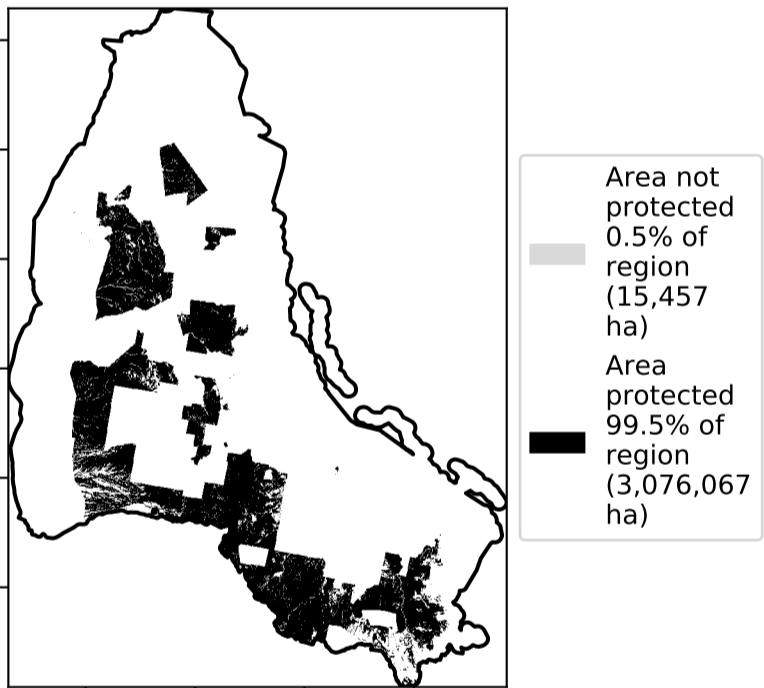 Area not
protected
0.5% of
region
(15,457
ha)
Area
protected
99.5% of
region
(3,076,067
ha)